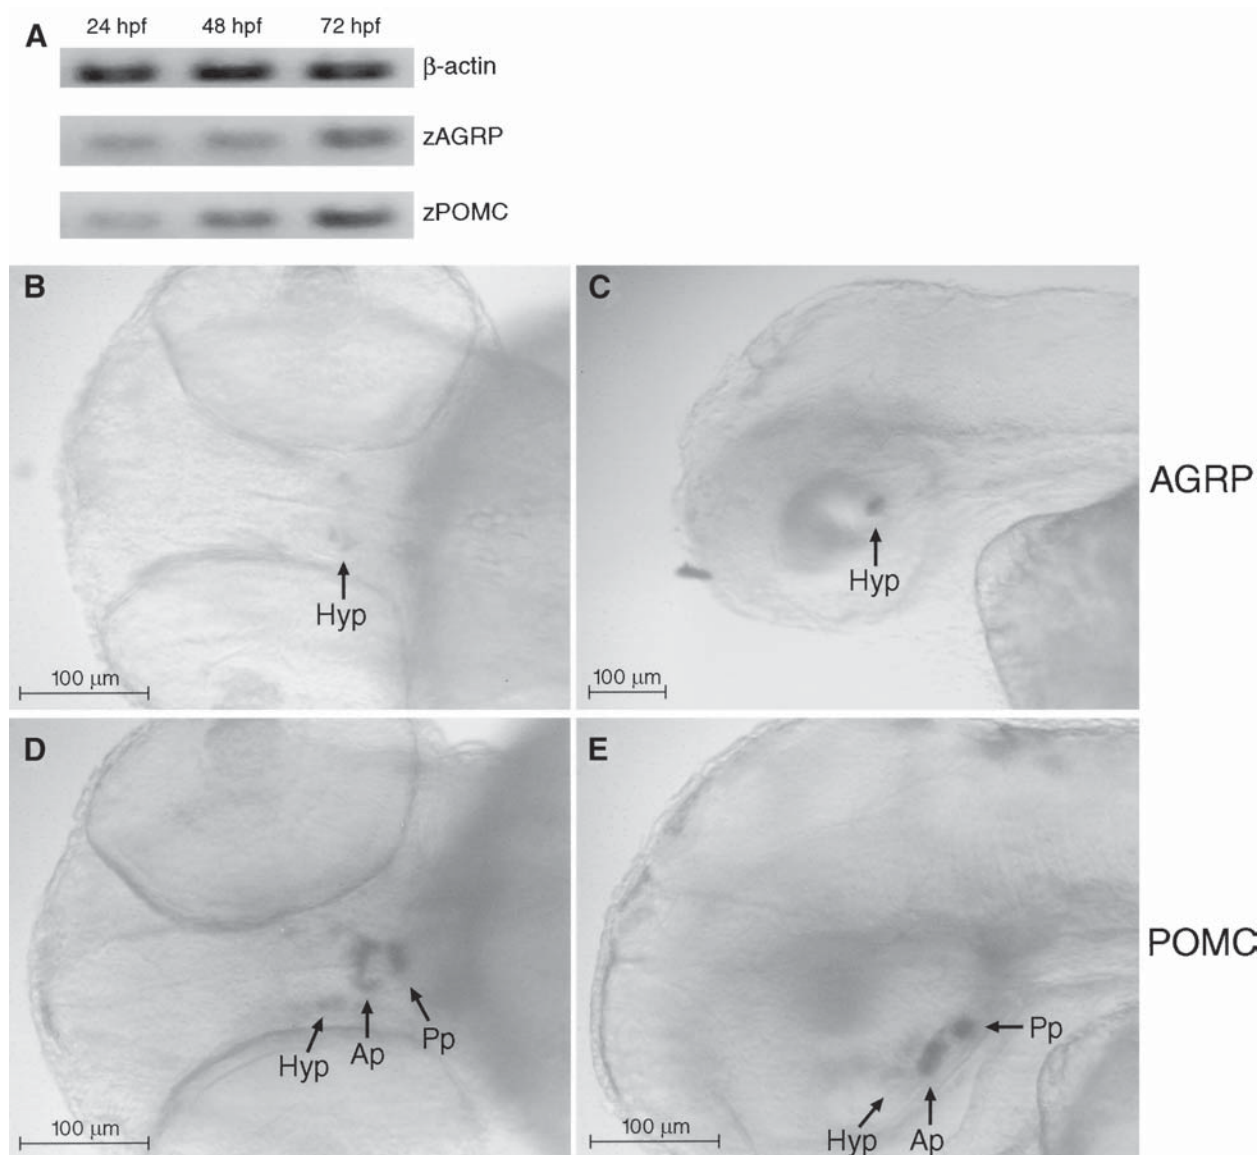 A
24 hpf 48 hpf 72 hpf
β-actin
zAGRP
zPOMC
B
Hyp
100 μm
C
Hyp
100 μm
AGRP
D
Hyp
Ap
Pp
100 μm
E
Hyp
Ap
Pp
100 μm
POMC